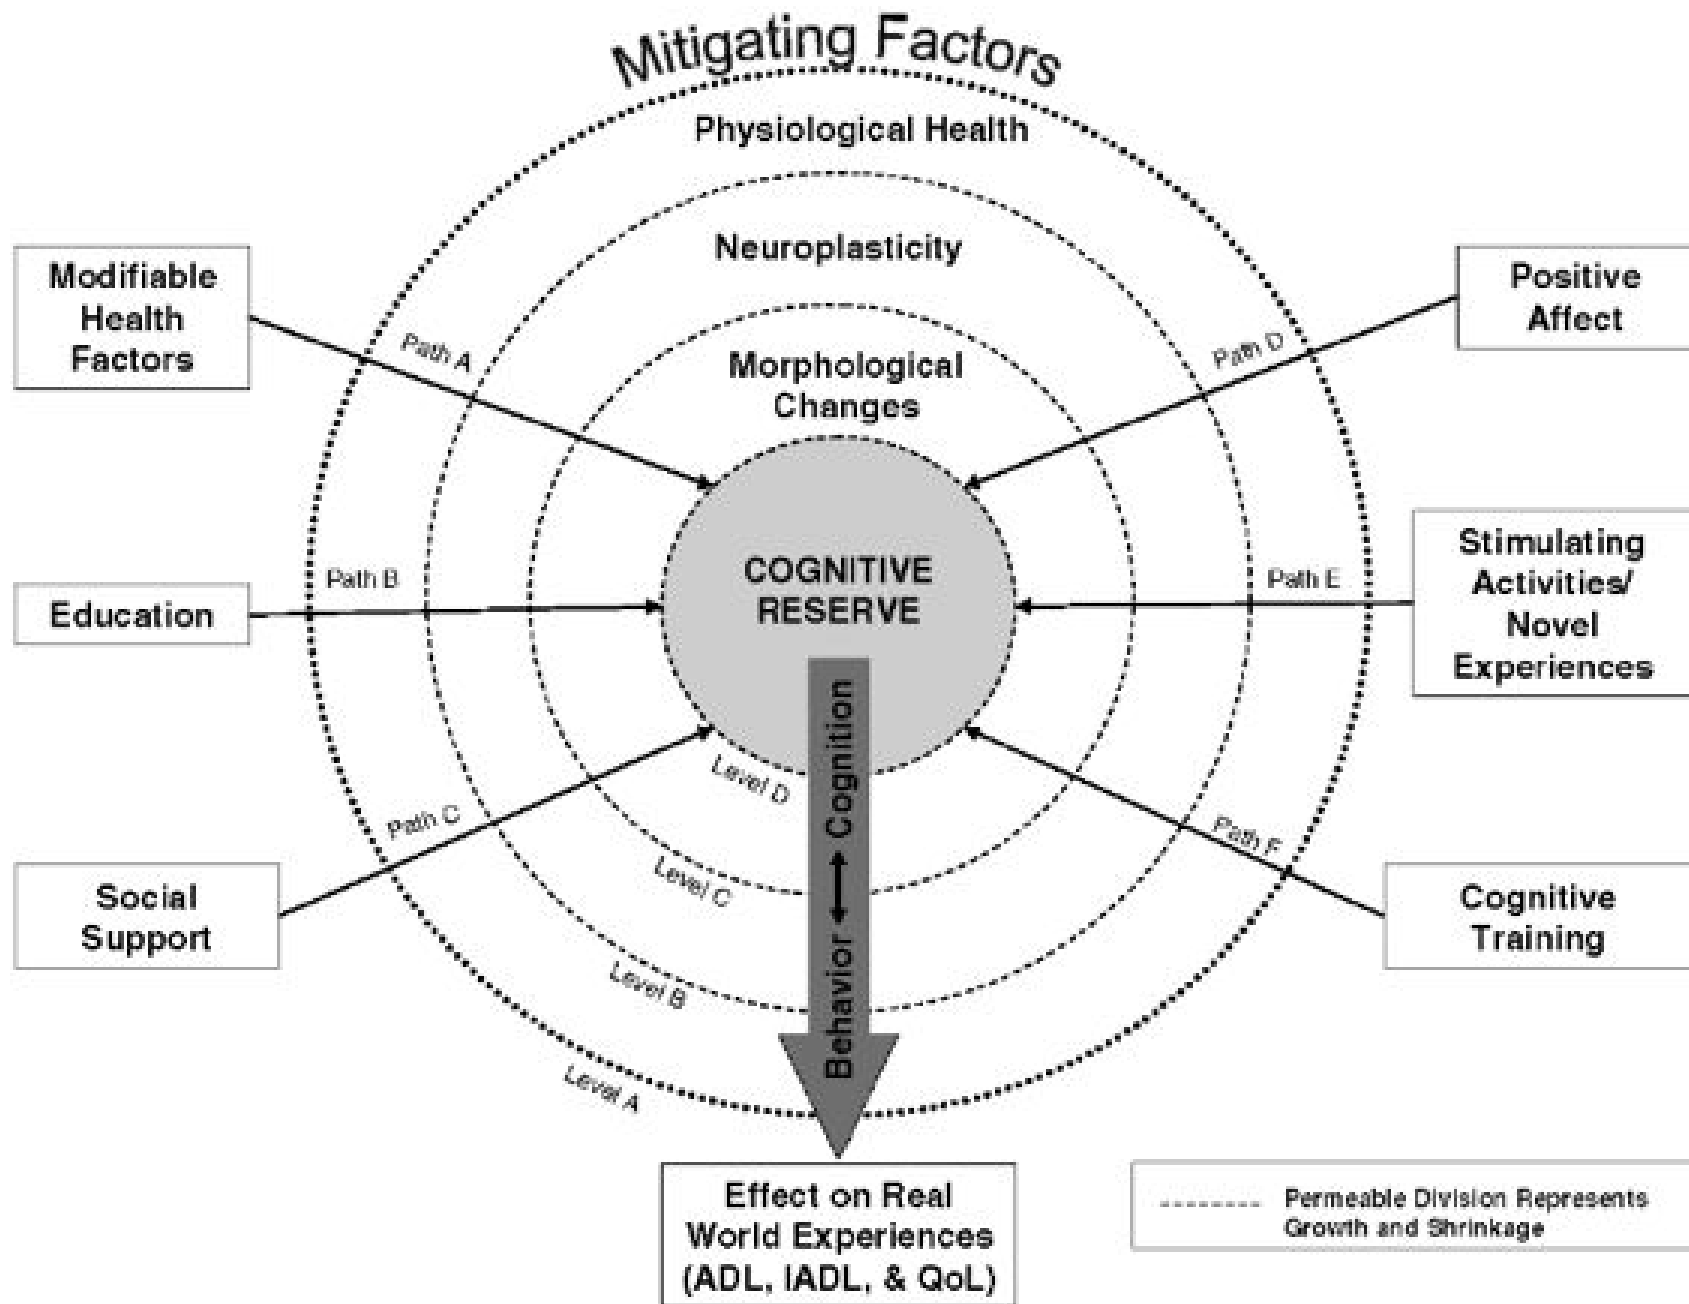 Mitigating Factors
Physiological Health
Neuroplasticity
Morphological
Changes
Modifiable
Health
Factors
Path A
Positive
Affect
Path D
Education
Path B
COGNITIVE
RESERVE
Path E
Stimulating
Activities/
Novel
Experiences
Social
Support
Path C
Cognitive
Training
Path F
Level D
Level C
Level B
Level A
Behavior
Cognition
Effect on Real
World Experiences
(ADL, IADL, & QoL)
Permeable Division Represents
Growth and Shrinkage